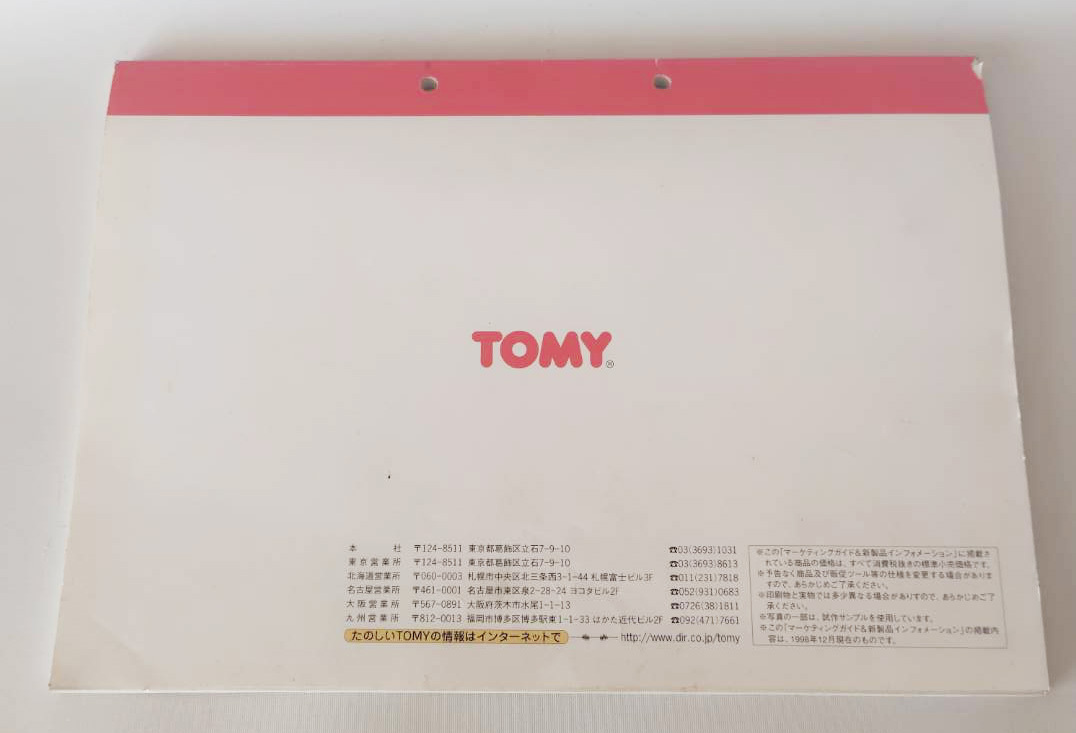 TOMY®
本社 〒124-8511 東京都葛飾区立石7-9-10 ☎03(3693)1031
東京営業所 〒124-8511 東京都葛飾区立石7-9-10 ☎03(3693)8613
北海道営業所 〒060-0003 札幌市中央区北三条西3-1-44 札幌富士ビル3F ☎011(231)7818
名古屋営業所 〒461-0001 名古屋市東区泉2-28-24 ヨコタビル2F ☎052(931)0683
大阪営業所 〒567-0891 大阪府茨木市水尾1-1-13 ☎0726(38)1811
九州営業所 〒812-0013 福岡市博多区博多駅東1-1-33 はかた近代ビル2F ☎092(471)7661
たのしいTOMYの情報はインターネットで http://www.dir.co.jp/tomy
※この「マーケティングガイド&新製品インフォメーション」に掲載さ
れている商品の価格は、すべて消費税抜きの標準小売価格です。
※予告なく商品及び販促ツール等の仕様を変更する場合がありま
すので、あらかじめご了承ください。
※印刷物と実物では多少異なる場合がありすので、あらかじめご了
承ください。
※写真の一部は、試作サンプルを使用しています。
※この「マーケティングガイド&新製品インフォメーション」の掲載内
容は、1998年12月現在のものです。